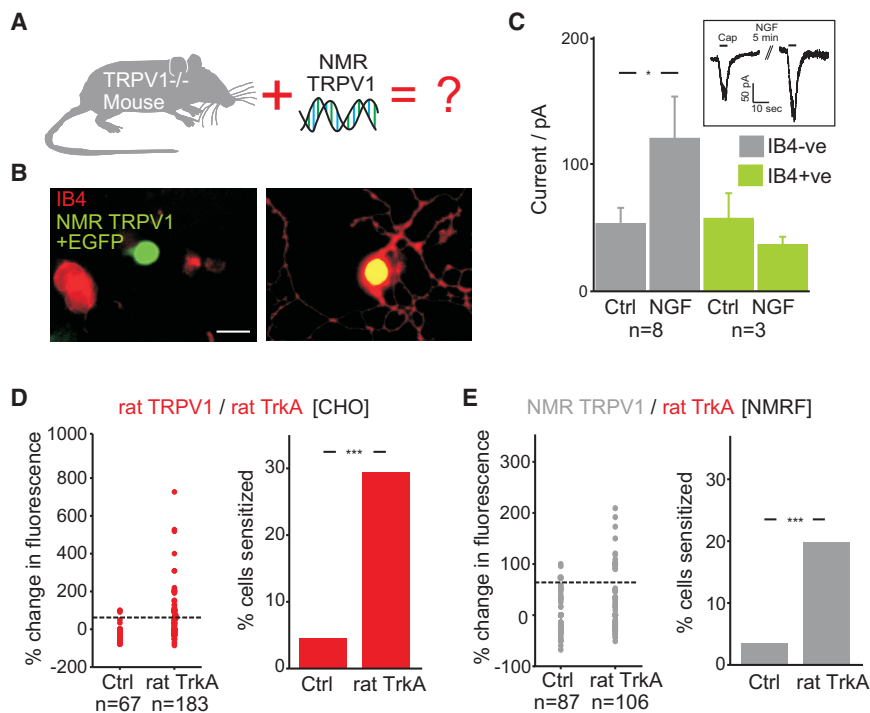 A
TRPV1-/-
Mouse
+
NMR
TRPV1
= ?
B
IB4
NMR TRPV1
+EGFP
C
200
100
0
Current / pA
*
Cap
NGF
5 min
50 pA
10 sec
IB4-ve
IB4+ve
Ctrl NGF Ctrl NGF
n=8 n=3
D
rat TRPV1 / rat TrkA [CHO]
% change in fluorescence
1000
800
600
400
200
0
-200
Ctrl rat TrkA
n=67 n=183
% cells sensitized
30
20
10
0
***
Ctrl rat TrkA
E
NMR TRPV1 / rat TrkA [NMRF]
% change in fluorescence
300
200
100
0
-100
Ctrl rat TrkA
n=87 n=106
% cells sensitized
30
20
10
0
***
Ctrl rat TrkA